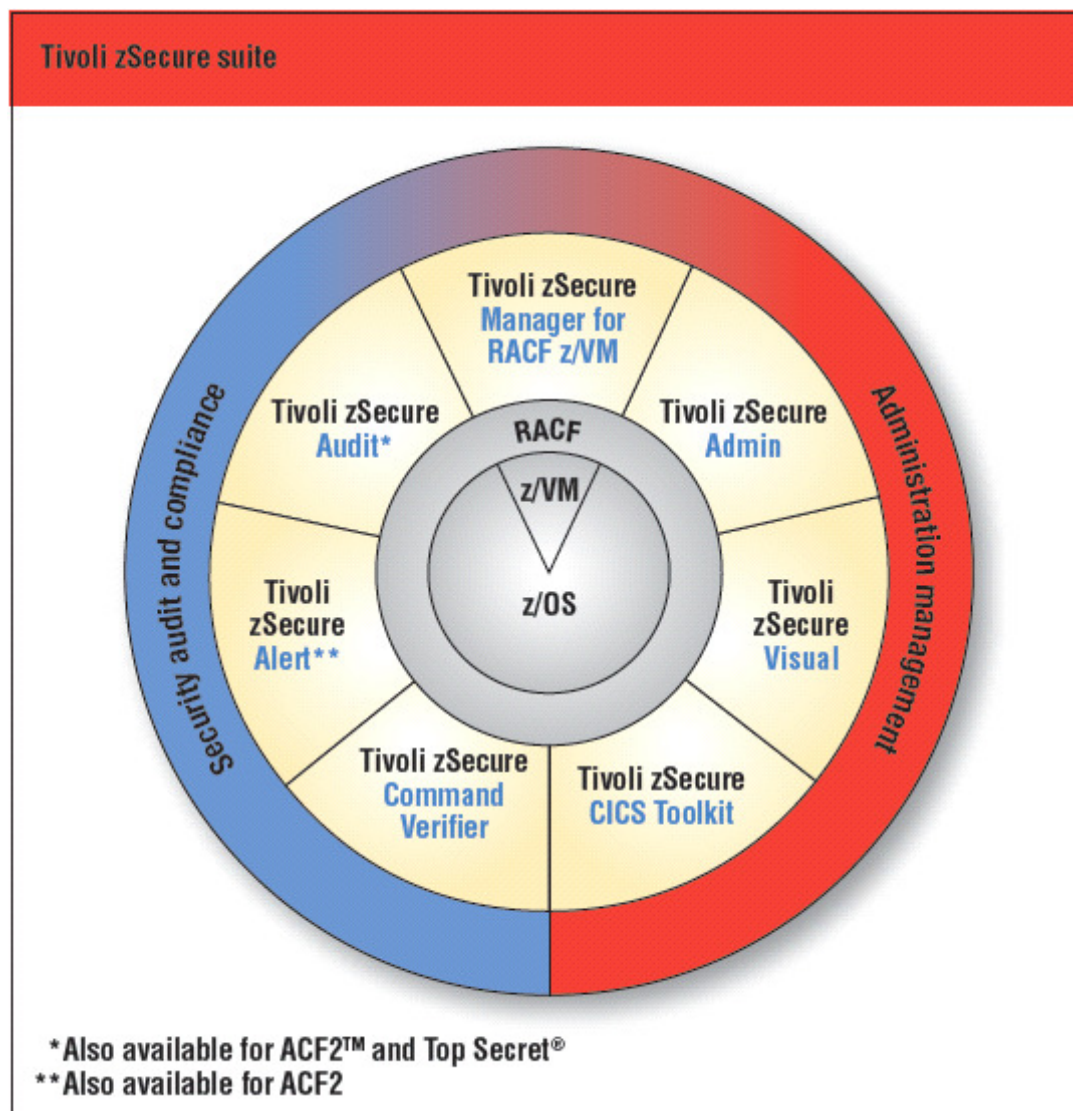 Tivoli zSecure suite
Tivoli zSecure
Manager for
RACF z/VM
Tivoli zSecure
Audit*
Tivoli zSecure
Admin
RACF
z/VM
z/OS
Security audit and compliance
Administration management
Tivoli
zSecure
Alert**
Tivoli
zSecure
Visual
Tivoli zSecure
Command
Verifier
Tivoli zSecure
CICS Toolkit
*Also available for ACF2™ and Top Secret®
**Also available for ACF2